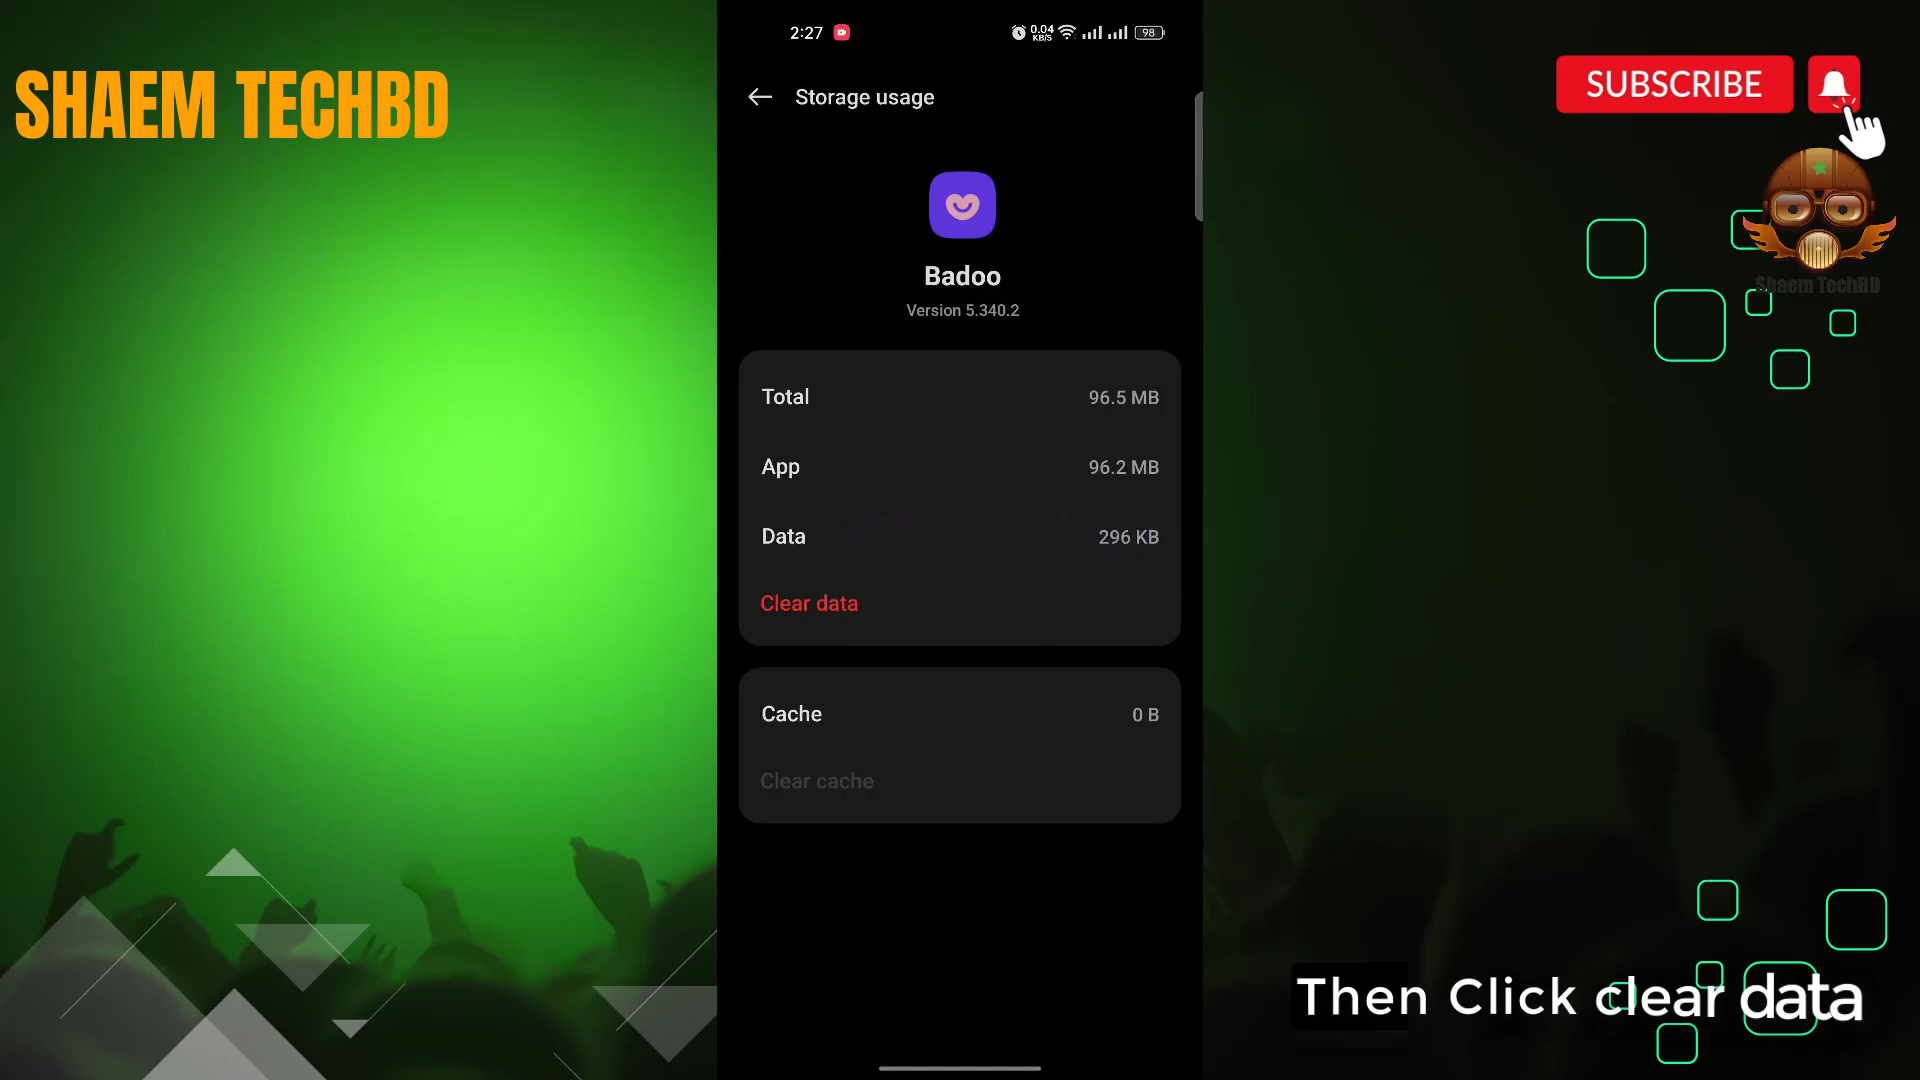 SHAEM TECHBD
2:27
0.04
KB/S
98
Storage usage
Badoo
Version 5.340.2
Total 96.5 MB
App 96.2 MB
Data 296 KB
Clear data
Cache 0 B
Clear cache
SUBSCRIBE
Shaem TechBD
Then Click clear data